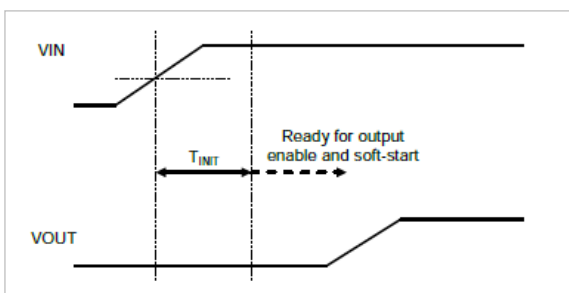 VIN
Ready for output
enable and soft-start
TINIT
VOUT